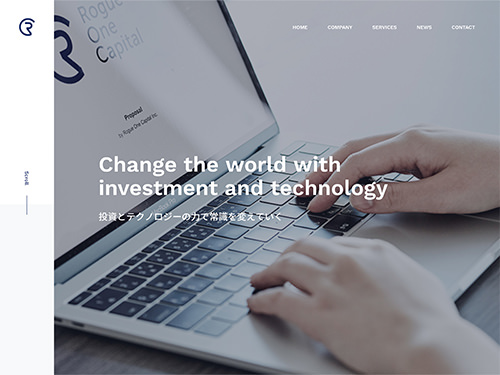 HOME COMPANY SERVICES NEWS CONTACT
Rogue
One
Capital
Proposal
by Rogue One Capital Inc.
Change the world with
investment and technology
投資とテクノロジーの力で常識を変えていく
Scroll